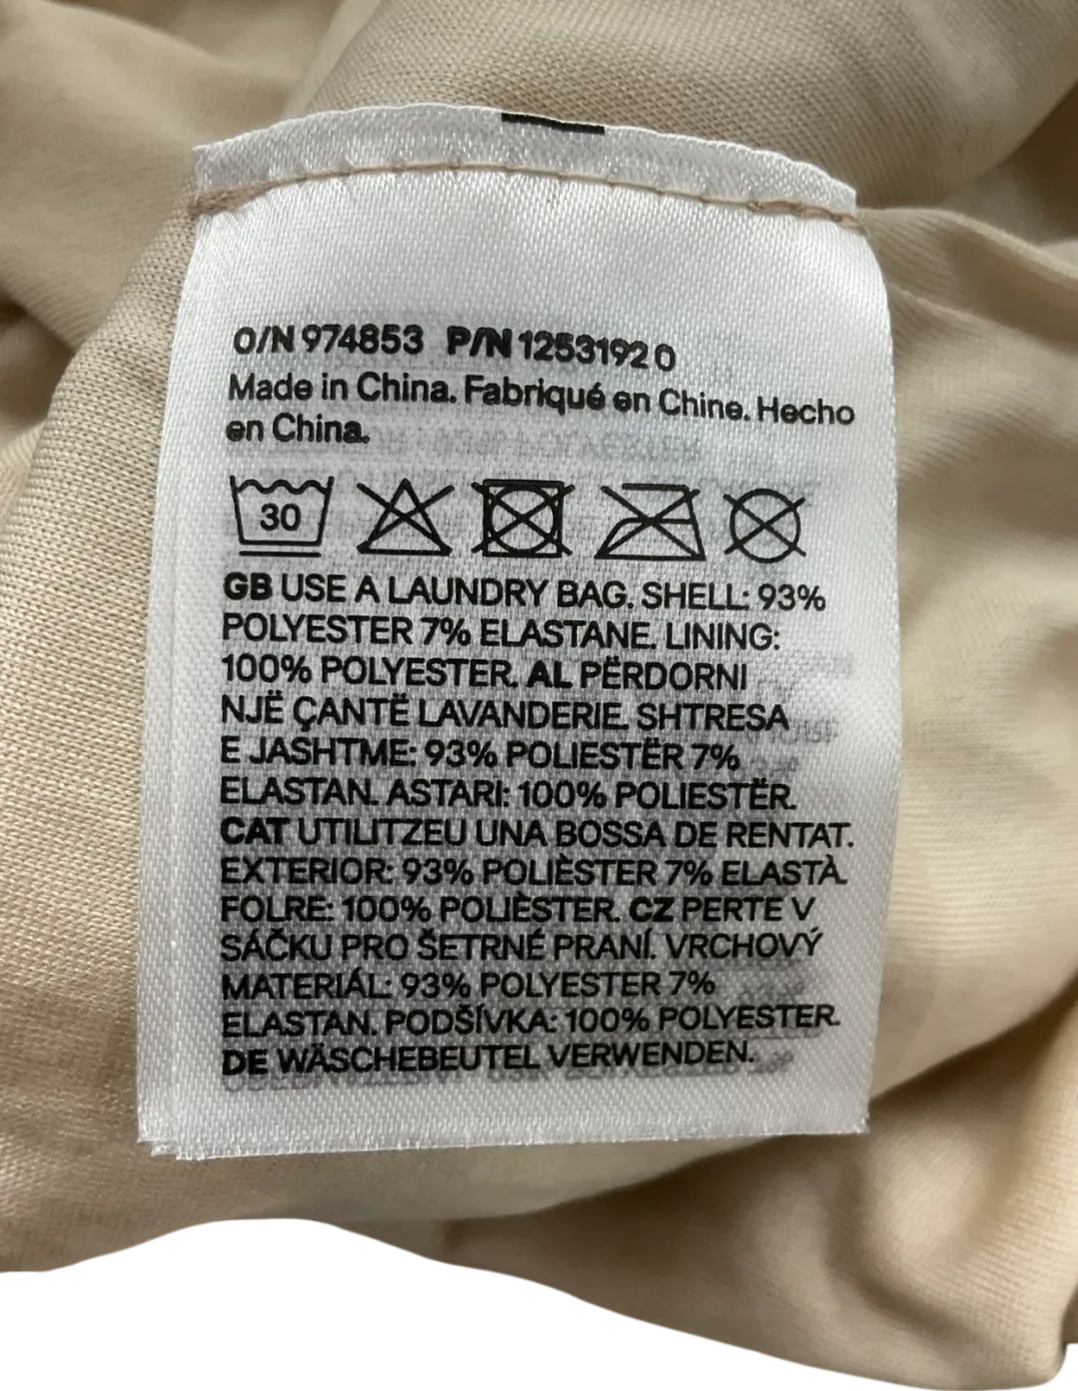 O/N 974853 P/N 1253192 0
Made in China. Fabriqué en Chine. Hecho
en China.
30
GB USE A LAUNDRY BAG. SHELL: 93%
POLYESTER 7% ELASTANE. LINING:
100% POLYESTER. AL PËRDORNI
NJË ÇANTË LAVANDERIE. SHTRESA
E JASHTME: 93% POLIESTËR 7%
ELASTAN. ASTARI: 100% POLIESTËR.
CAT UTILITZEU UNA BOSSA DE RENTAT.
EXTERIOR: 93% POLIÈSTER 7% ELASTÀ.
FOLRE: 100% POLIÈSTER. CZ PERTE V
SÁČKU PRO ŠETRNÉ PRANÍ. VRCHOVÝ
MATERIÁL: 93% POLYESTER 7%
ELASTAN. PODŠÍVKA: 100% POLYESTER.
DE WÄSCHEBEUTEL VERWENDEN.